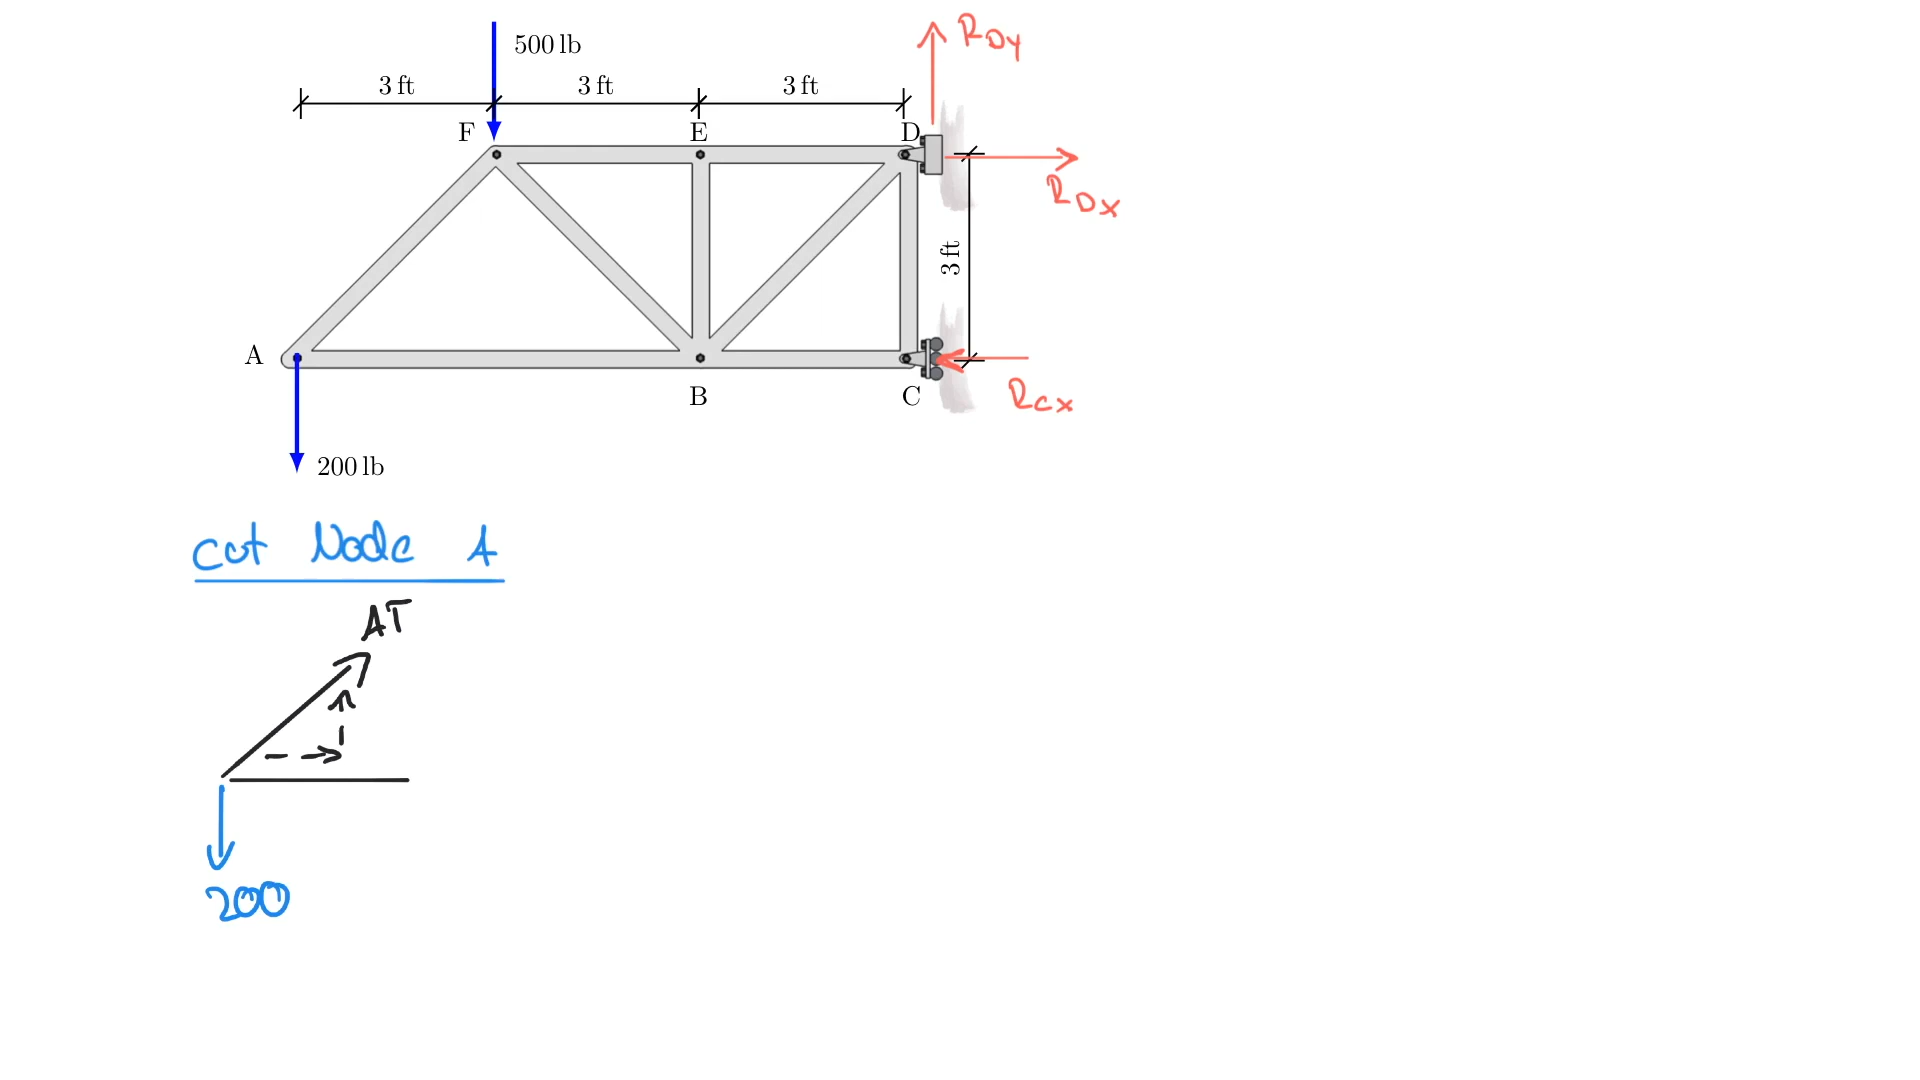 500 lb
R_Dy
3 ft 3 ft 3 ft
F E D
R_Dx
3 ft
A B C
R_Cx
200 lb
Cut Node A
AT
200